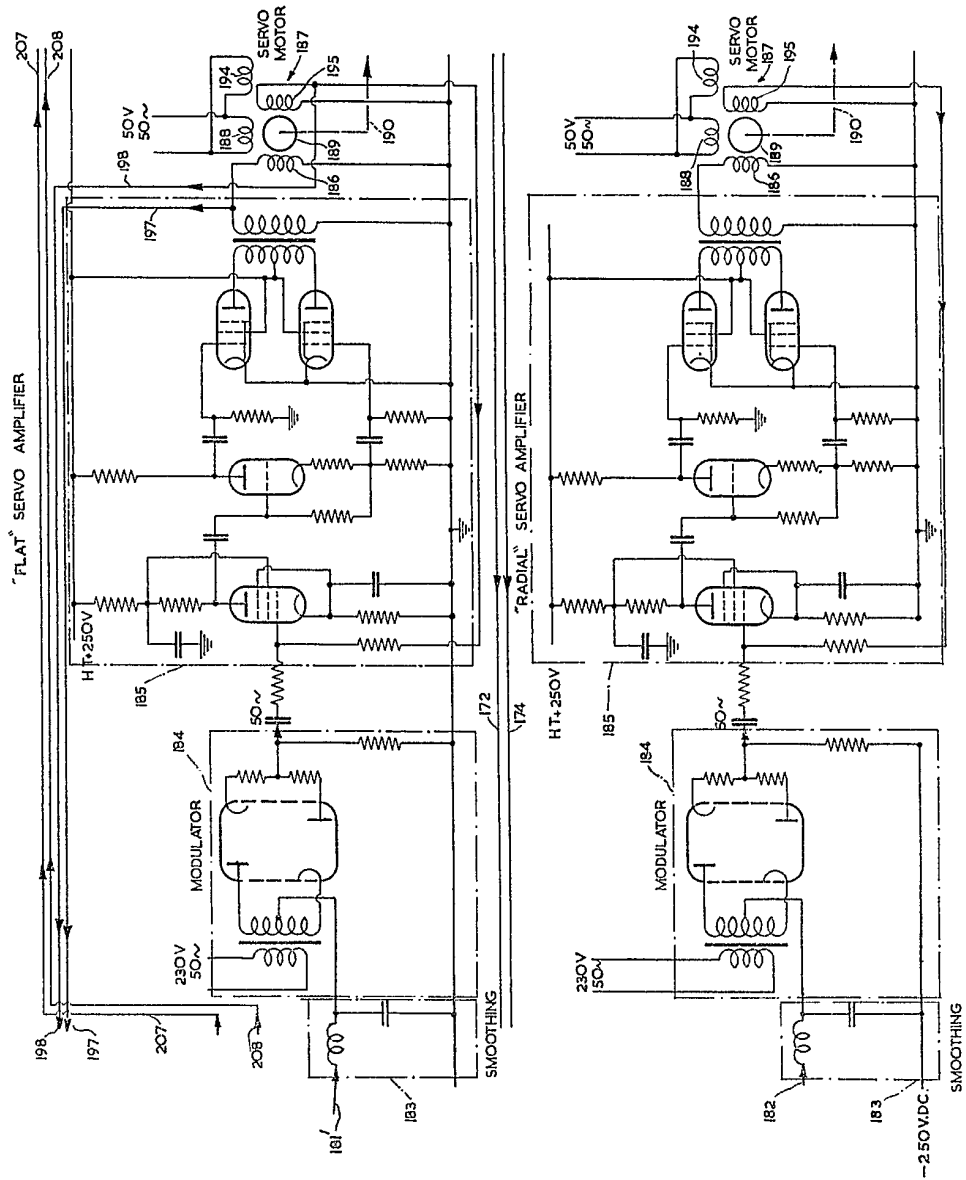 207
208
"FLAT" SERVO AMPLIFIER
SERVO
MOTOR
187
194
195
50V
50~
188
189
190
186
198
197
HT+250V
185
50~
184
MODULATOR
230V
50~
198
197
207
208
181
183
SMOOTHING
172
174
"RADIAL" SERVO AMPLIFIER
SERVO
MOTOR
187
194
195
50V
50~
188
189
190
186
HT+250V
185
50~
184
MODULATOR
230V
50~
182
183
SMOOTHING
-250V.DC.